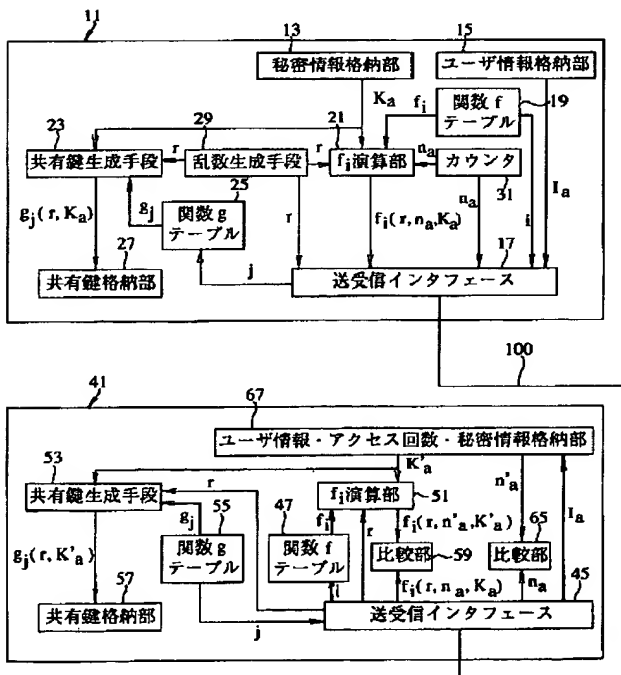 11
13
15
秘密情報格納部
ユーザ情報格納部
Ka
fi
関数f
テーブル
19
23
29
21
共有鍵生成手段
r
乱数生成手段
r
fi演算部
na
カウンタ
31
25
gj(r,Ka)
gj
関数g
テーブル
r
fi(r,na,Ka)
na
i
Ia
27
17
共有鍵格納部
j
送受信インタフェース
100
41
67
ユーザ情報・アクセス回数・秘密情報格納部
53
K'a
n'a
共有鍵生成手段
r
fi演算部
51
gj
55
47
fi
r
fi(r,n'a,K'a)
65
Ia
gj(r,K'a)
関数g
テーブル
関数f
テーブル
比較部
59
比較部
57
i
fi(r,na,Ka)
na
45
共有鍵格納部
j
送受信インタフェース